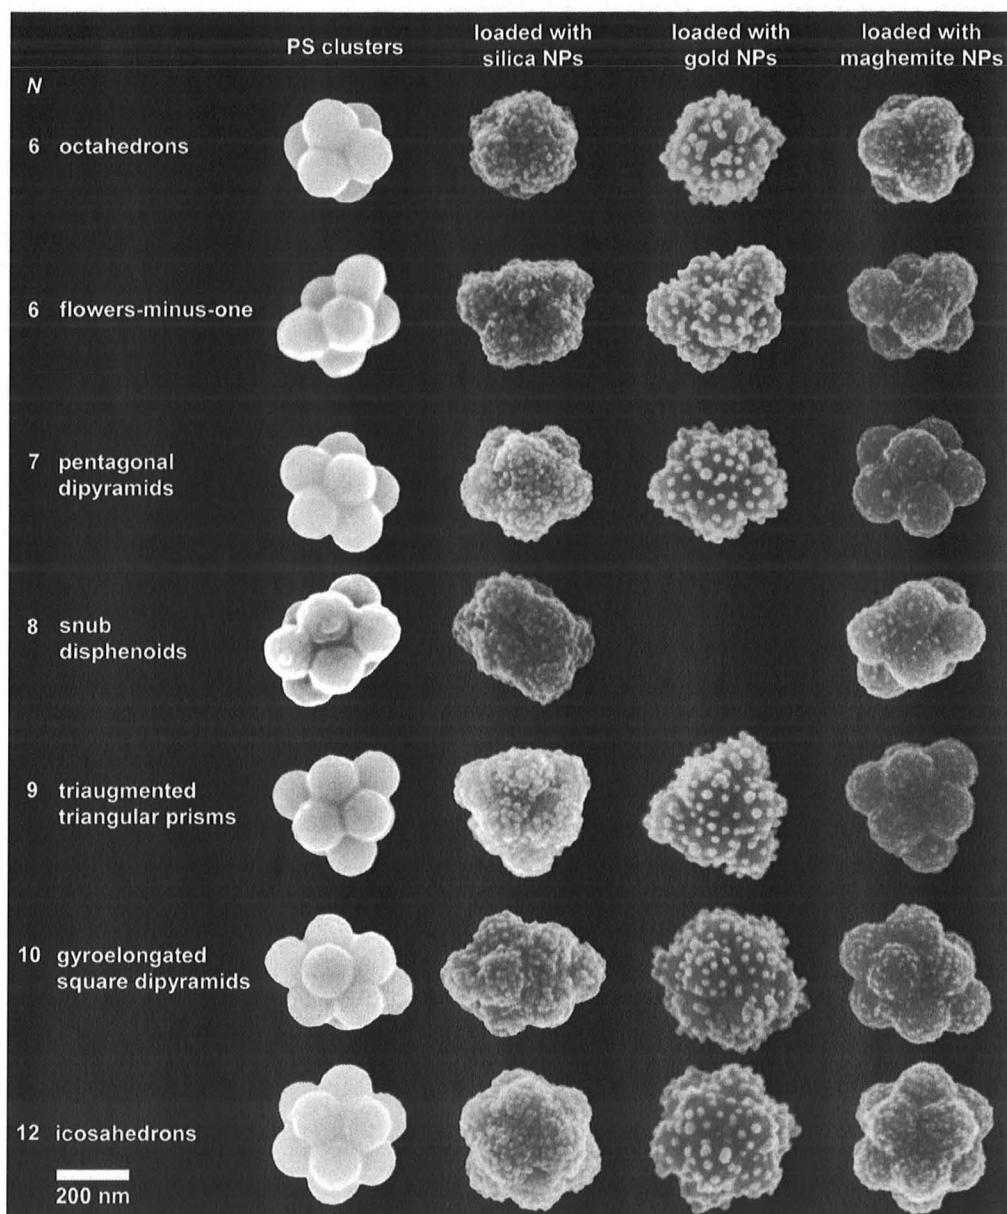 PS clusters
loaded with
silica NPs
loaded with
gold NPs
loaded with
maghemite NPs
N
6 octahedrons
6 flowers-minus-one
7 pentagonal
dipyramids
8 snub
disphenoids
9 triaugmented
triangular prisms
10 gyroelongated
square dipyramids
12 icosahedrons
200 nm